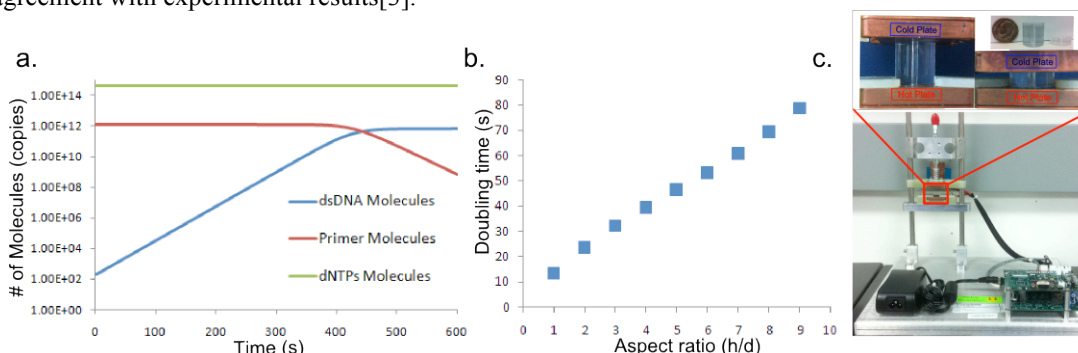 agreement with experimental results[5].
a.
# of Molecules (copies)
1.00E+14
1.00E+12
1.00E+10
1.00E+08
1.00E+06
1.00E+04
1.00E+02
1.00E+00
dsDNA Molecules
Primer Molecules
dNTPs Molecules
0 100 200 300 400 500 600
Time (s)
b.
Doubling time (s)
90
80
70
60
50
40
30
20
10
0
0 1 2 3 4 5 6 7 8 9 10
Aspect ratio (h/d)
c.
Cold Plate
Hot Plate
Cold Plate
Hot Plate